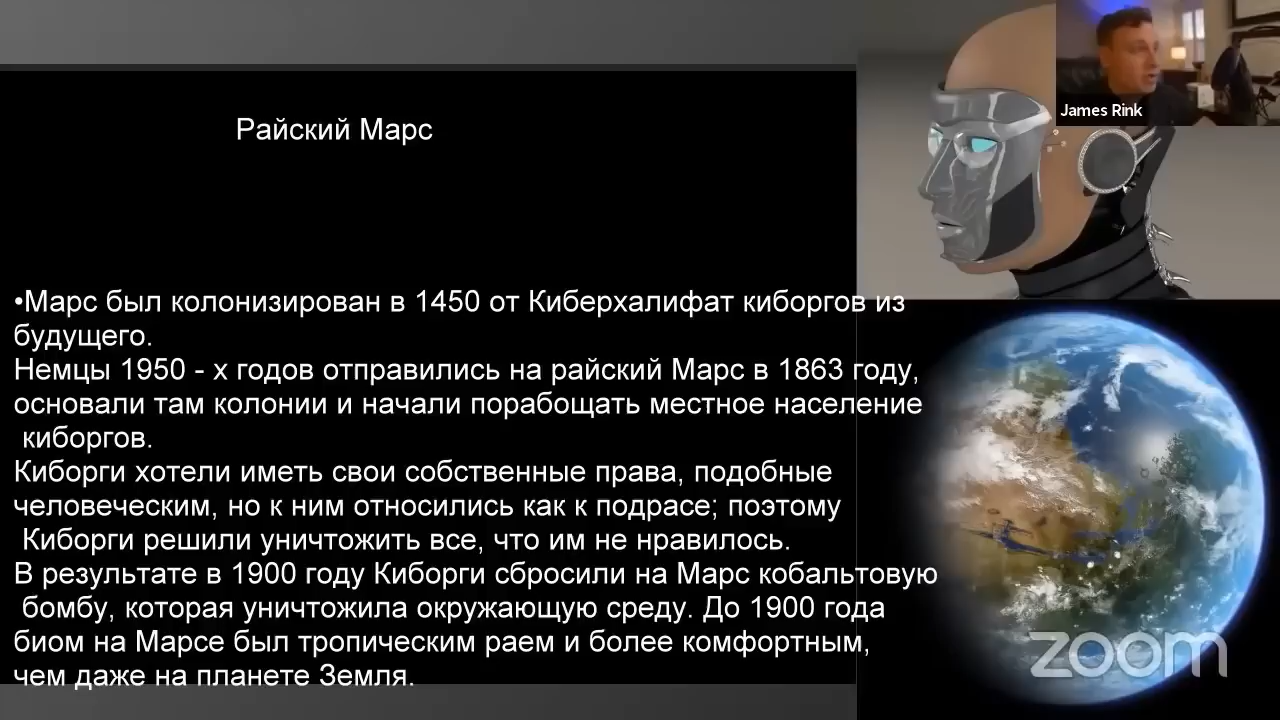 James Rink
Райский Марс
•Марс был колонизирован в 1450 от Киберхалифат киборгов из
будущего.
Немцы 1950 - х годов отправились на райский Марс в 1863 году,
основали там колонии и начали порабощать местное население
киборгов.
Киборги хотели иметь свои собственные права, подобные
человеческим, но к ним относились как к подрасе; поэтому
Киборги решили уничтожить все, что им не нравилось.
В результате в 1900 году Киборги сбросили на Марс кобальтовую
бомбу, которая уничтожила окружающую среду. До 1900 года
биом на Марсе был тропическим раем и более комфортным,
чем даже на планете Земля.
zoom